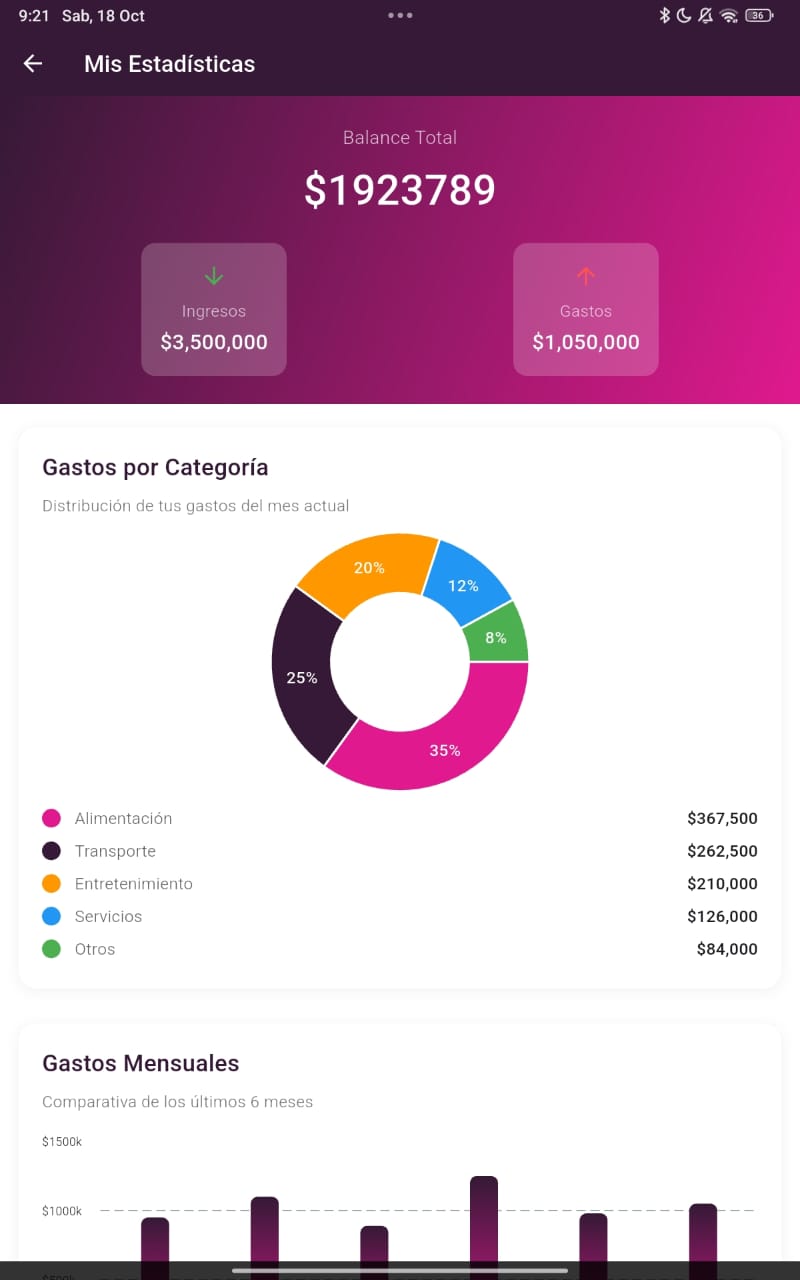 9:21 Sab, 18 Oct 36
Mis Estadísticas
Balance Total
$1923789
Ingresos
$3,500,000
Gastos
$1,050,000
Gastos por Categoría
Distribución de tus gastos del mes actual
20%
12%
8%
25%
35%
Alimentación $367,500
Transporte $262,500
Entretenimiento $210,000
Servicios $126,000
Otros $84,000
Gastos Mensuales
Comparativa de los últimos 6 meses
$1500k
$1000k